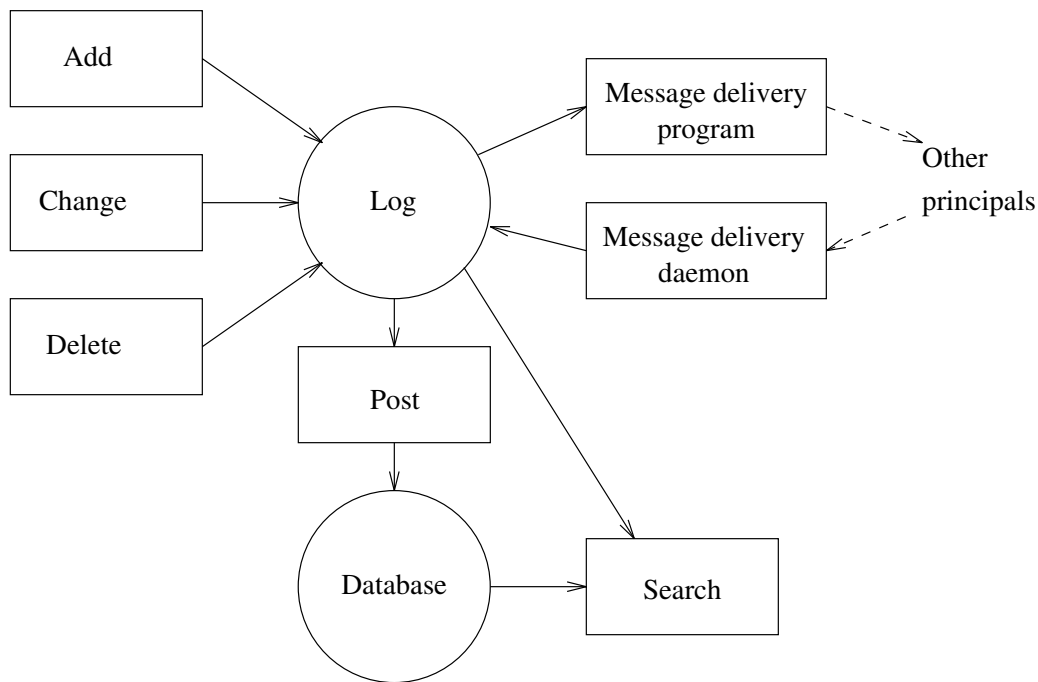 Add
Change
Delete
Log
Message delivery
program
Message delivery
daemon
Other
principals
Post
Database
Search